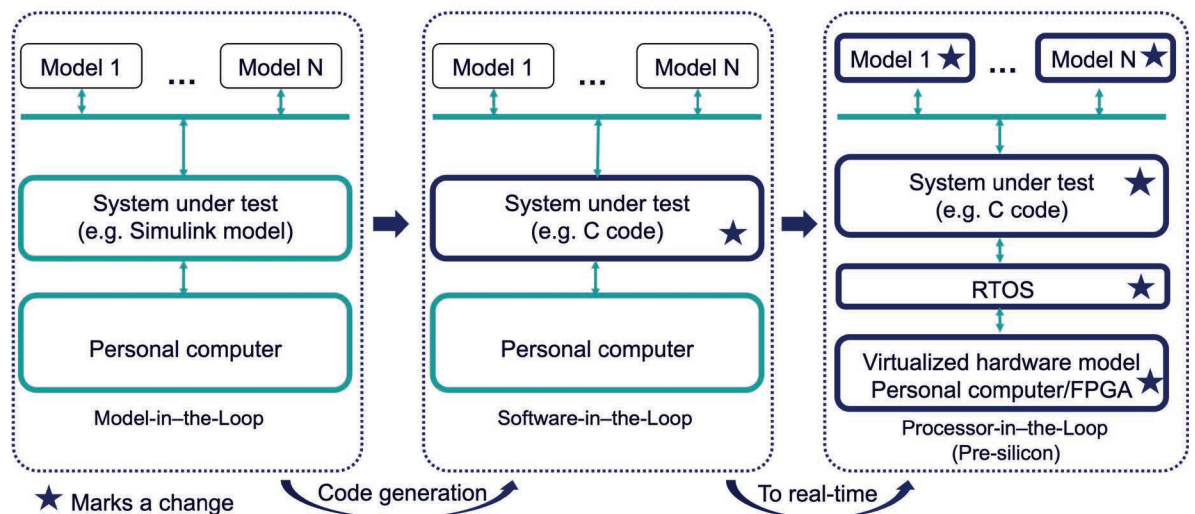 Model 1
...
Model N
System under test
(e.g. Simulink model)
Personal computer
Model-in–the-Loop
Model 1
...
Model N
System under test
(e.g. C code)
Personal computer
Software-in–the-Loop
Model 1
...
Model N
System under test
(e.g. C code)
RTOS
Virtualized hardware model
Personal computer/FPGA
Processor-in–the-Loop
(Pre-silicon)
Marks a change
Code generation
To real-time